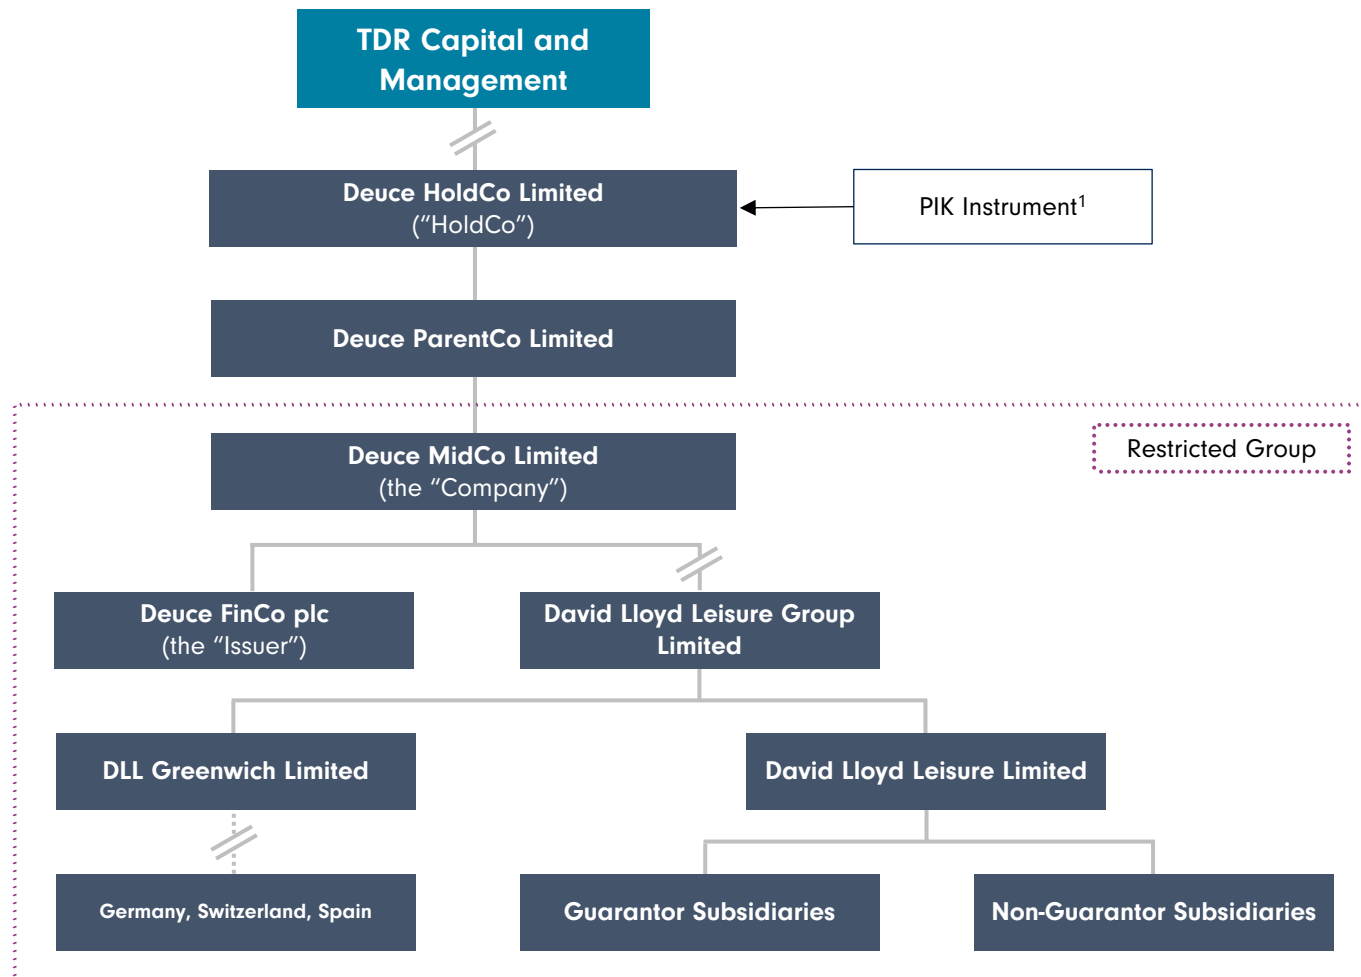 TDR Capital and
Management
Deuce HoldCo Limited
(“HoldCo”)
PIK Instrument¹
Deuce ParentCo Limited
Deuce MidCo Limited
(the “Company”)
Restricted Group
Deuce FinCo plc
(the “Issuer”)
David Lloyd Leisure Group
Limited
DLL Greenwich Limited
David Lloyd Leisure Limited
Germany, Switzerland, Spain
Guarantor Subsidiaries
Non-Guarantor Subsidiaries